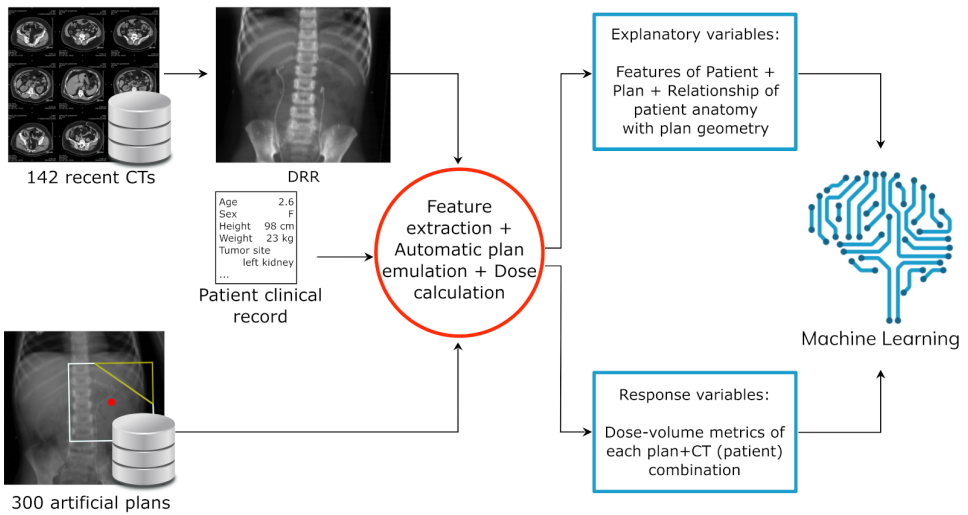 142 recent CTs
DRR
Age 2.6
Sex F
Height 98 cm
Weight 23 kg
Tumor site
left kidney
...
Patient clinical
record
300 artificial plans
Feature
extraction +
Automatic plan
emulation + Dose
calculation
Explanatory variables:
Features of Patient +
Plan + Relationship of
patient anatomy
with plan geometry
Response variables:
Dose-volume metrics of
each plan+CT (patient)
combination
Machine Learning